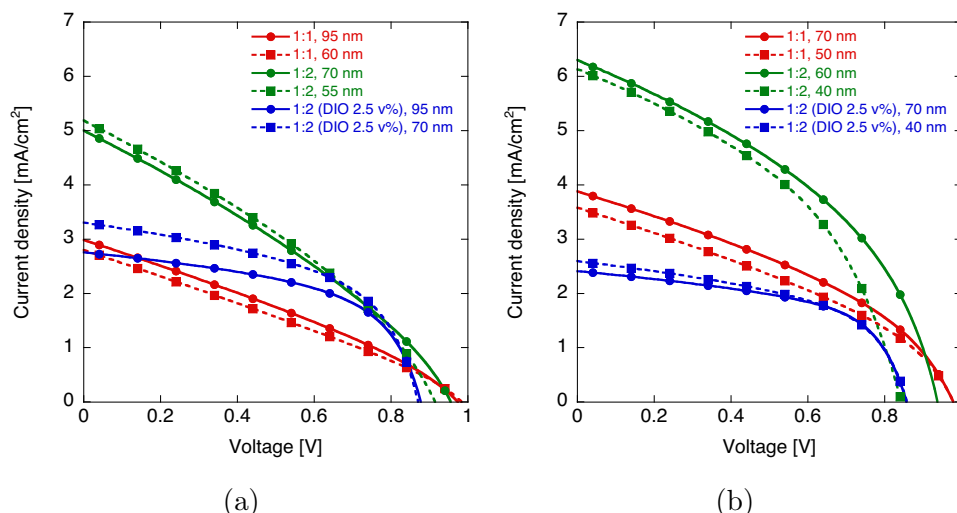 7
6
5
4
3
2
1
0
Current density [mA/cm²]
1:1, 95 nm
1:1, 60 nm
1:2, 70 nm
1:2, 55 nm
1:2 (DIO 2.5 v%), 95 nm
1:2 (DIO 2.5 v%), 70 nm
0 0.2 0.4 0.6 0.8 1
Voltage [V]
(a)
7
6
5
4
3
2
1
0
Current density [mA/cm²]
1:1, 70 nm
1:1, 50 nm
1:2, 60 nm
1:2, 40 nm
1:2 (DIO 2.5 v%), 70 nm
1:2 (DIO 2.5 v%), 40 nm
0 0.2 0.4 0.6 0.8
Voltage [V]
(b)